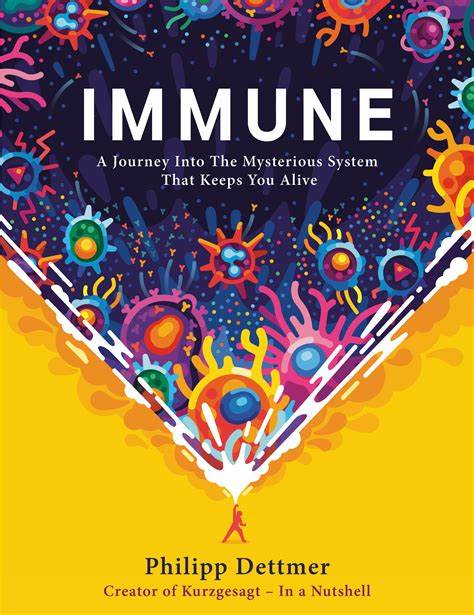 IMMUNE
A Journey Into The Mysterious System
That Keeps You Alive
Philipp Dettmer
Creator of Kurzgesagt – In a Nutshell